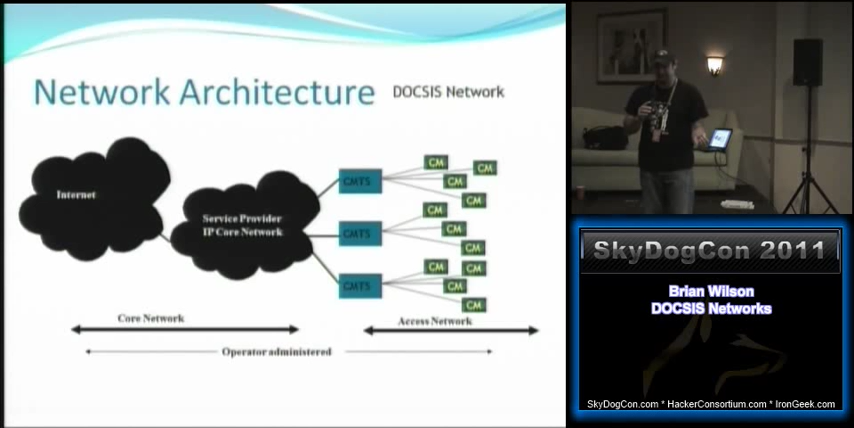 Network Architecture DOCSIS Network
Internet
Service Provider
IP Core Network
CMTS
CMTS
CMTS
CM
CM
CM
CM
CM
CM
CM
CM
CM
CM
CM
Core Network
Access Network
Operator administered
SkyDogCon 2011
Brian Wilson
DOCSIS Networks
SkyDogCon.com * HackerConsortium.com * IronGeek.com